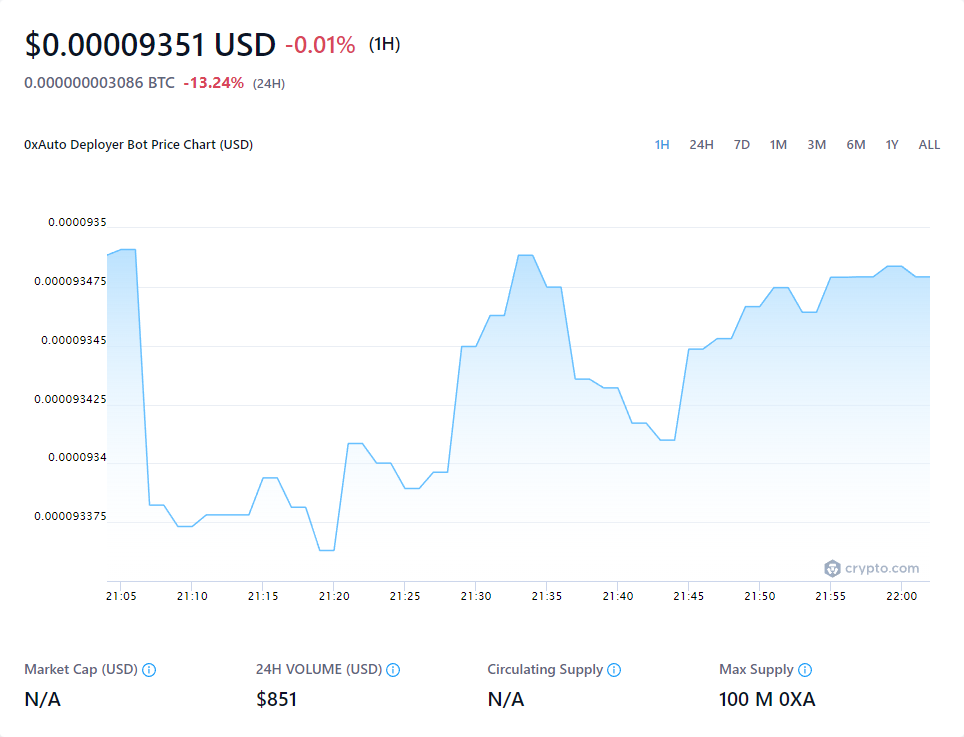 $0.00009351 USD -0.01% (1H)
0.000000003086 BTC -13.24% (24H)
0xAuto Deployer Bot Price Chart (USD) 1H 24H 7D 1M 3M 6M 1Y ALL
0.0000935
0.000093475
0.00009345
0.000093425
0.0000934
0.000093375
crypto.com
21:05 21:10 21:15 21:20 21:25 21:30 21:35 21:40 21:45 21:50 21:55 22:00
Market Cap (USD) 24H VOLUME (USD) Circulating Supply Max Supply
N/A $851 N/A 100 M 0XA